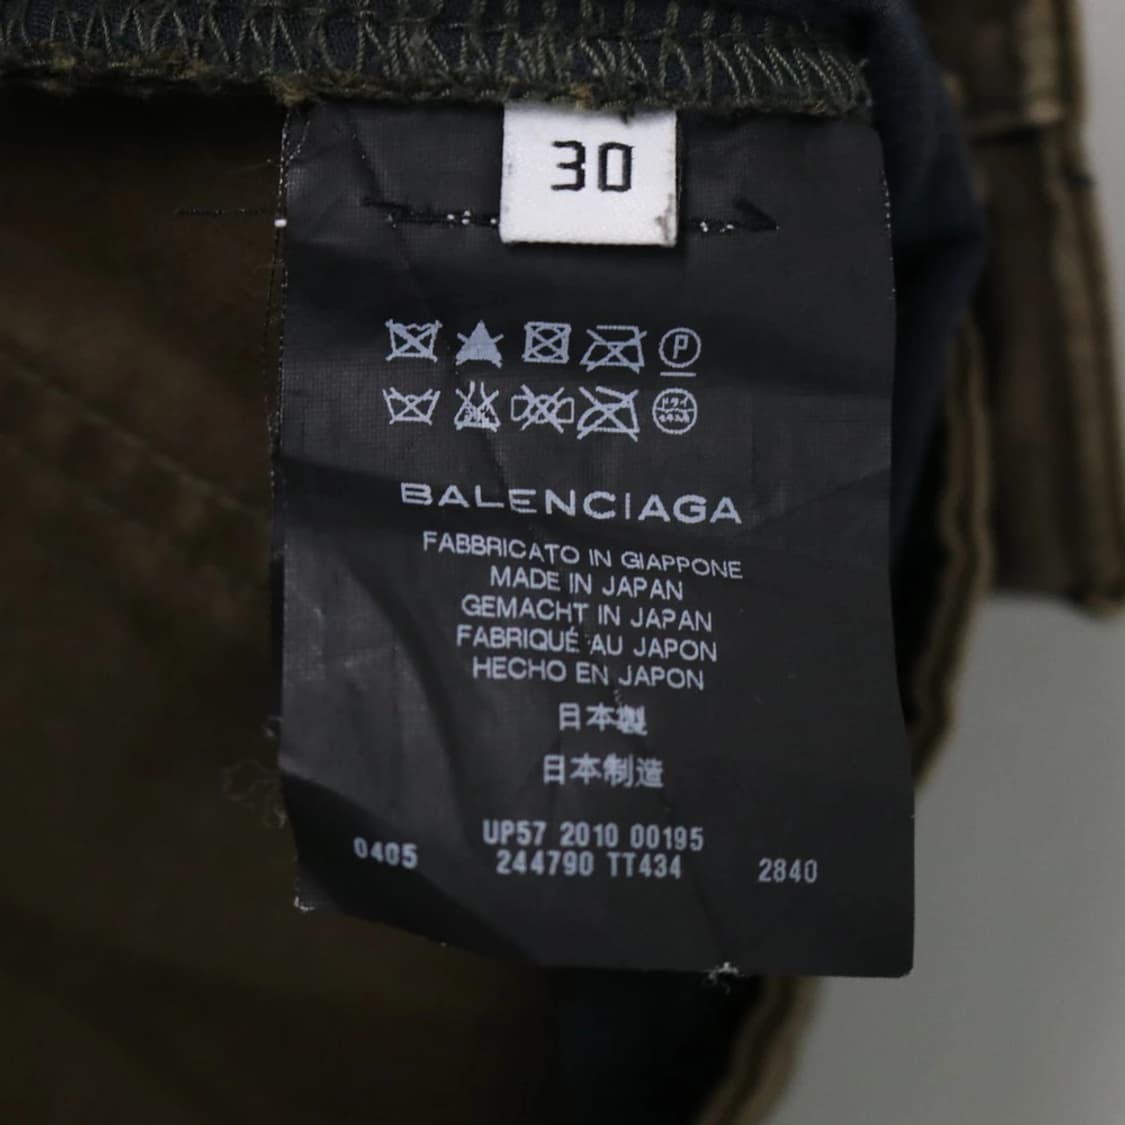 30
P
BALENCIAGA
FABBRICATO IN GIAPPONE
MADE IN JAPAN
GEMACHT IN JAPAN
FABRIQUÉ AU JAPON
HECHO EN JAPON
日本製
日本制造
UP57 2010 00195
0405 244790 TT434 2840